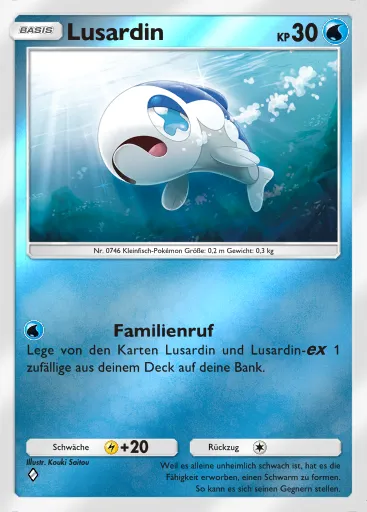 BASIS Lusardin KP 30
Nr. 0746 Kleinfisch-Pokémon Größe: 0,2 m Gewicht: 0,3 kg
Familienruf
Lege von den Karten Lusardin und Lusardin-ex 1
zufällige aus deinem Deck auf deine Bank.
Schwäche +20 Rückzug
Illustr. Kouki Saitou
Weil es alleine unheimlich schwach ist, hat es die
Fähigkeit erworben, einen Schwarm zu formen.
So kann es sich seinen Gegnern stellen.